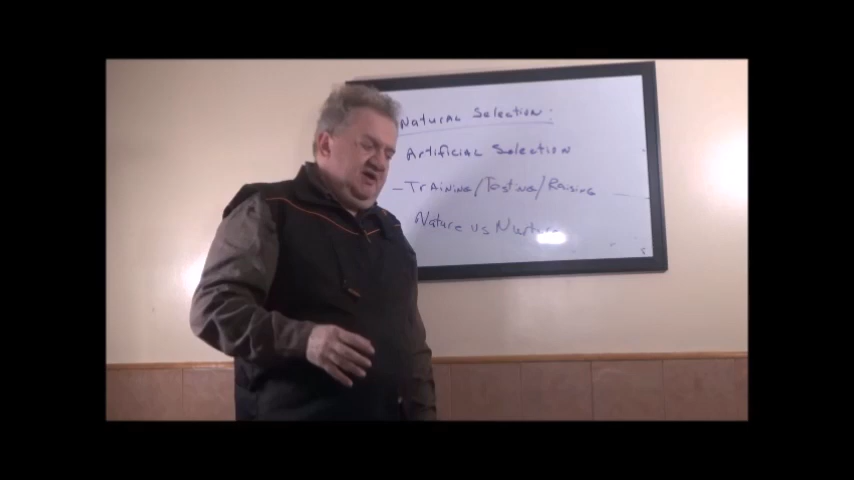 Natural Selection:
Artificial Selection
- Training/Testing/Raising
Nature vs Nurture